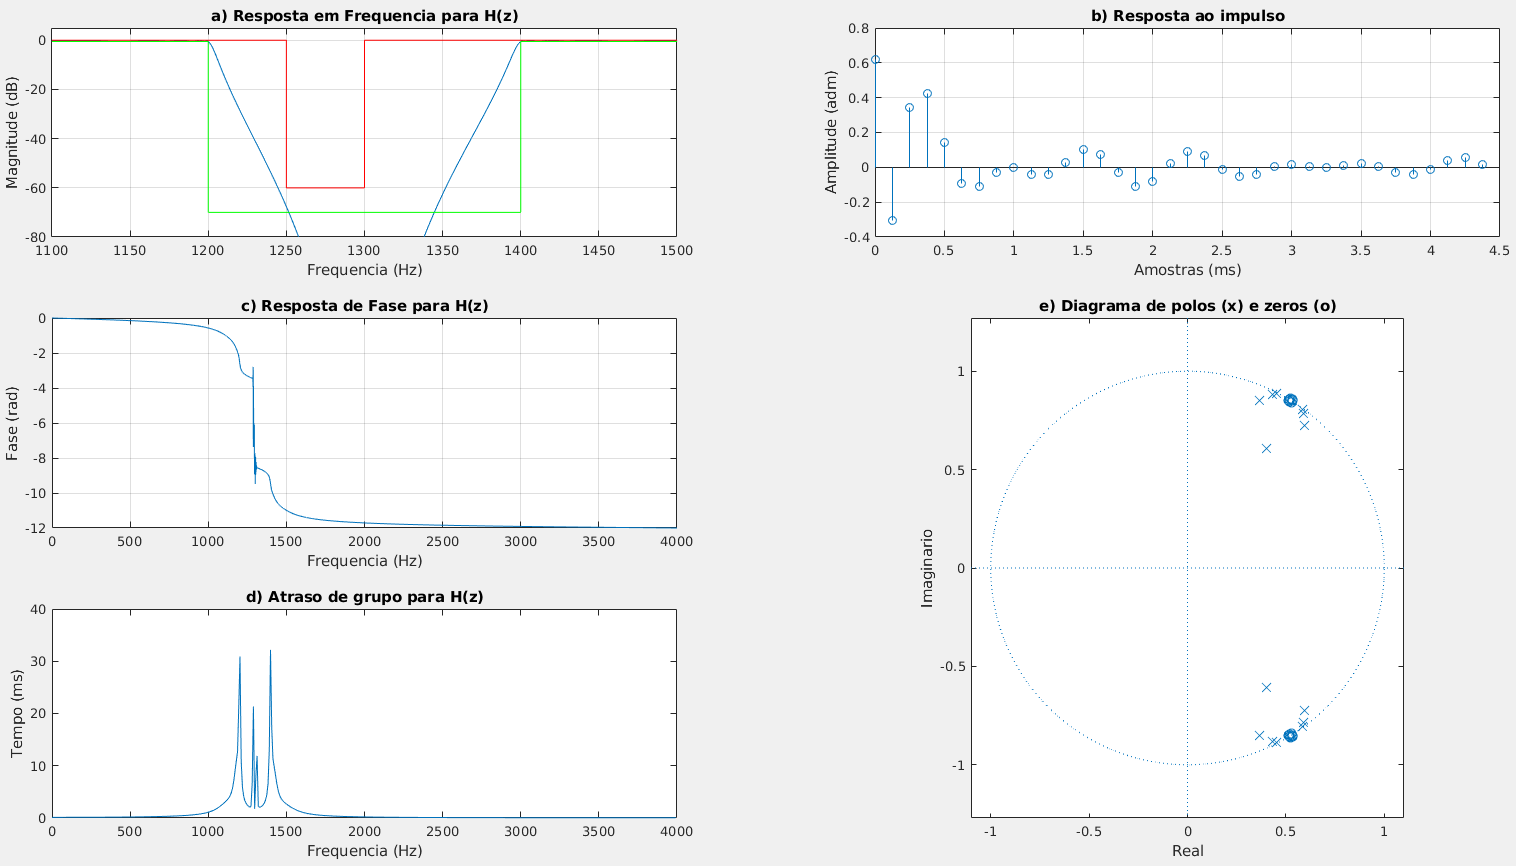 a) Resposta em Frequencia para H(z)
Magnitude (dB)
0
-20
-40
-60
-80
1100 1150 1200 1250 1300 1350 1400 1450 1500
Frequencia (Hz)
b) Resposta ao impulso
Amplitude (adm)
0.8
0.6
0.4
0.2
0
-0.2
-0.4
0 0.5 1 1.5 2 2.5 3 3.5 4 4.5
Amostras (ms)
c) Resposta de Fase para H(z)
Fase (rad)
0
-2
-4
-6
-8
-10
-12
0 500 1000 1500 2000 2500 3000 3500 4000
Frequencia (Hz)
d) Atraso de grupo para H(z)
Tempo (ms)
40
30
20
10
0
0 500 1000 1500 2000 2500 3000 3500 4000
Frequencia (Hz)
e) Diagrama de polos (x) e zeros (o)
Imaginario
1
0.5
0
-0.5
-1
-1 -0.5 0 0.5 1
Real